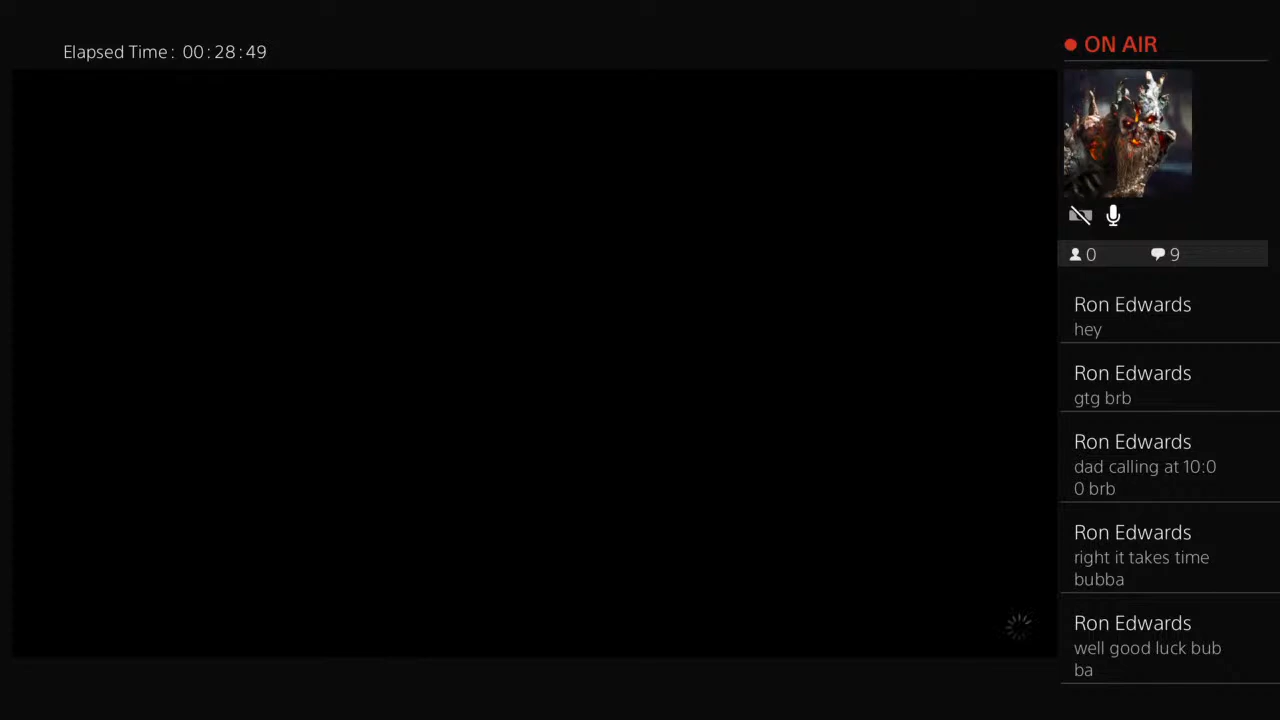 Elapsed Time: 00:28:49
ON AIR
0 9
Ron Edwards
hey
Ron Edwards
gtg brb
Ron Edwards
dad calling at 10:0
0 brb
Ron Edwards
right it takes time
bubba
Ron Edwards
well good luck bub
ba